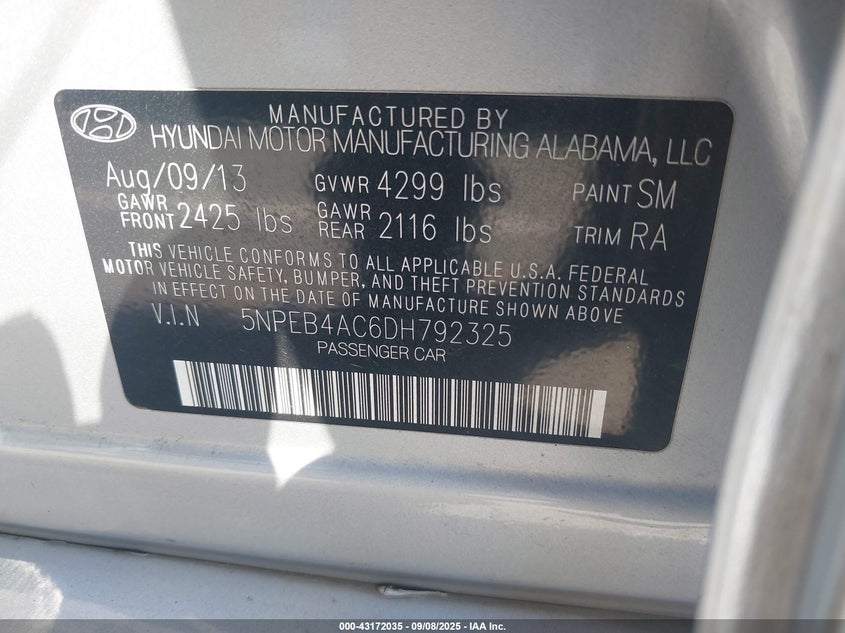 MANUFACTURED BY
HYUNDAI MOTOR MANUFACTURING ALABAMA, LLC
Aug/09/13 GVWR 4299 lbs PAINT SM
GAWR FRONT 2425 lbs GAWR REAR 2116 lbs TRIM RA
THIS VEHICLE CONFORMS TO ALL APPLICABLE U.S.A. FEDERAL
MOTOR VEHICLE SAFETY, BUMPER, AND THEFT PREVENTION STANDARDS
IN EFFECT ON THE DATE OF MANUFACTURE SHOWN ABOVE
V.I.N 5NPEB4AC6DH792325
PASSENGER CAR
000-43172035 - 09/08/2025 - IAA Inc.